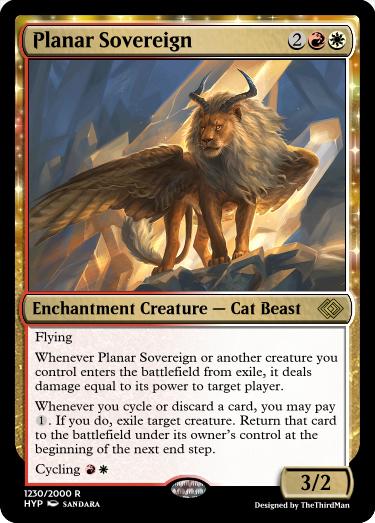 Planar Sovereign 2
Enchantment Creature — Cat Beast
Flying
Whenever Planar Sovereign or another creature you
control enters the battlefield from exile, it deals
damage equal to its power to target player.
Whenever you cycle or discard a card, you may pay
1. If you do, exile target creature. Return that card
to the battlefield under its owner’s control at the
beginning of the next end step.
Cycling
3/2
1230/2000 R
HYP SANDARA
Designed by TheThirdMan